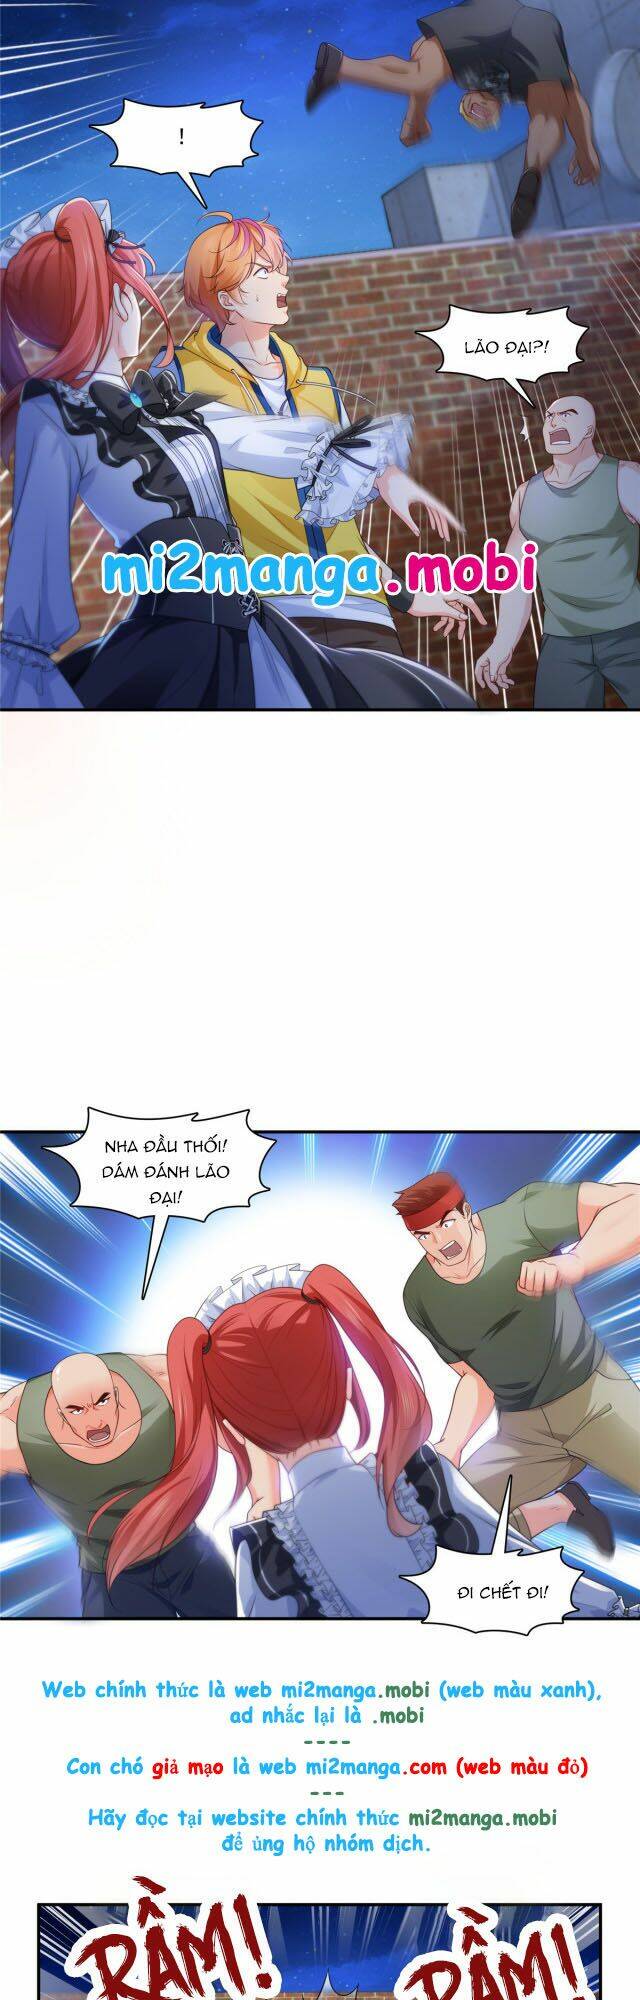 !
LÃO ĐẠI?!
mi2manga.mobi
NHA ĐẦU THỐI!
DÁM ĐÁNH LÃO
ĐẠI!
ĐI CHẾT ĐI!
Web chính thức là web mi2manga.mobi (web màu xanh),
ad nhắc lại là .mobi
----
Con chó giả mạo là web mi2manga.com (web màu đỏ)
---
Hãy đọc tại website chính thức mi2manga.mobi
để ủng hộ nhóm dịch.
RẦM!
RẦM!